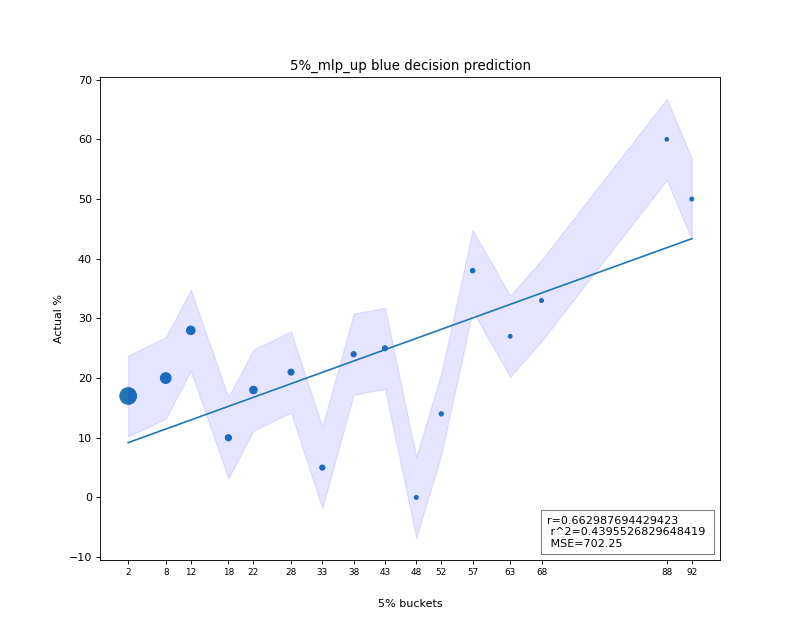 5%_mlp_up blue decision prediction
70
60
50
40
30
20
10
0
−10
Actual %
r=0.662987694429423
r^2=0.4395526829648419
MSE=702.25
2 8 12 18 22 28 33 38 43 48 52 57 63 68 88 92
5% buckets